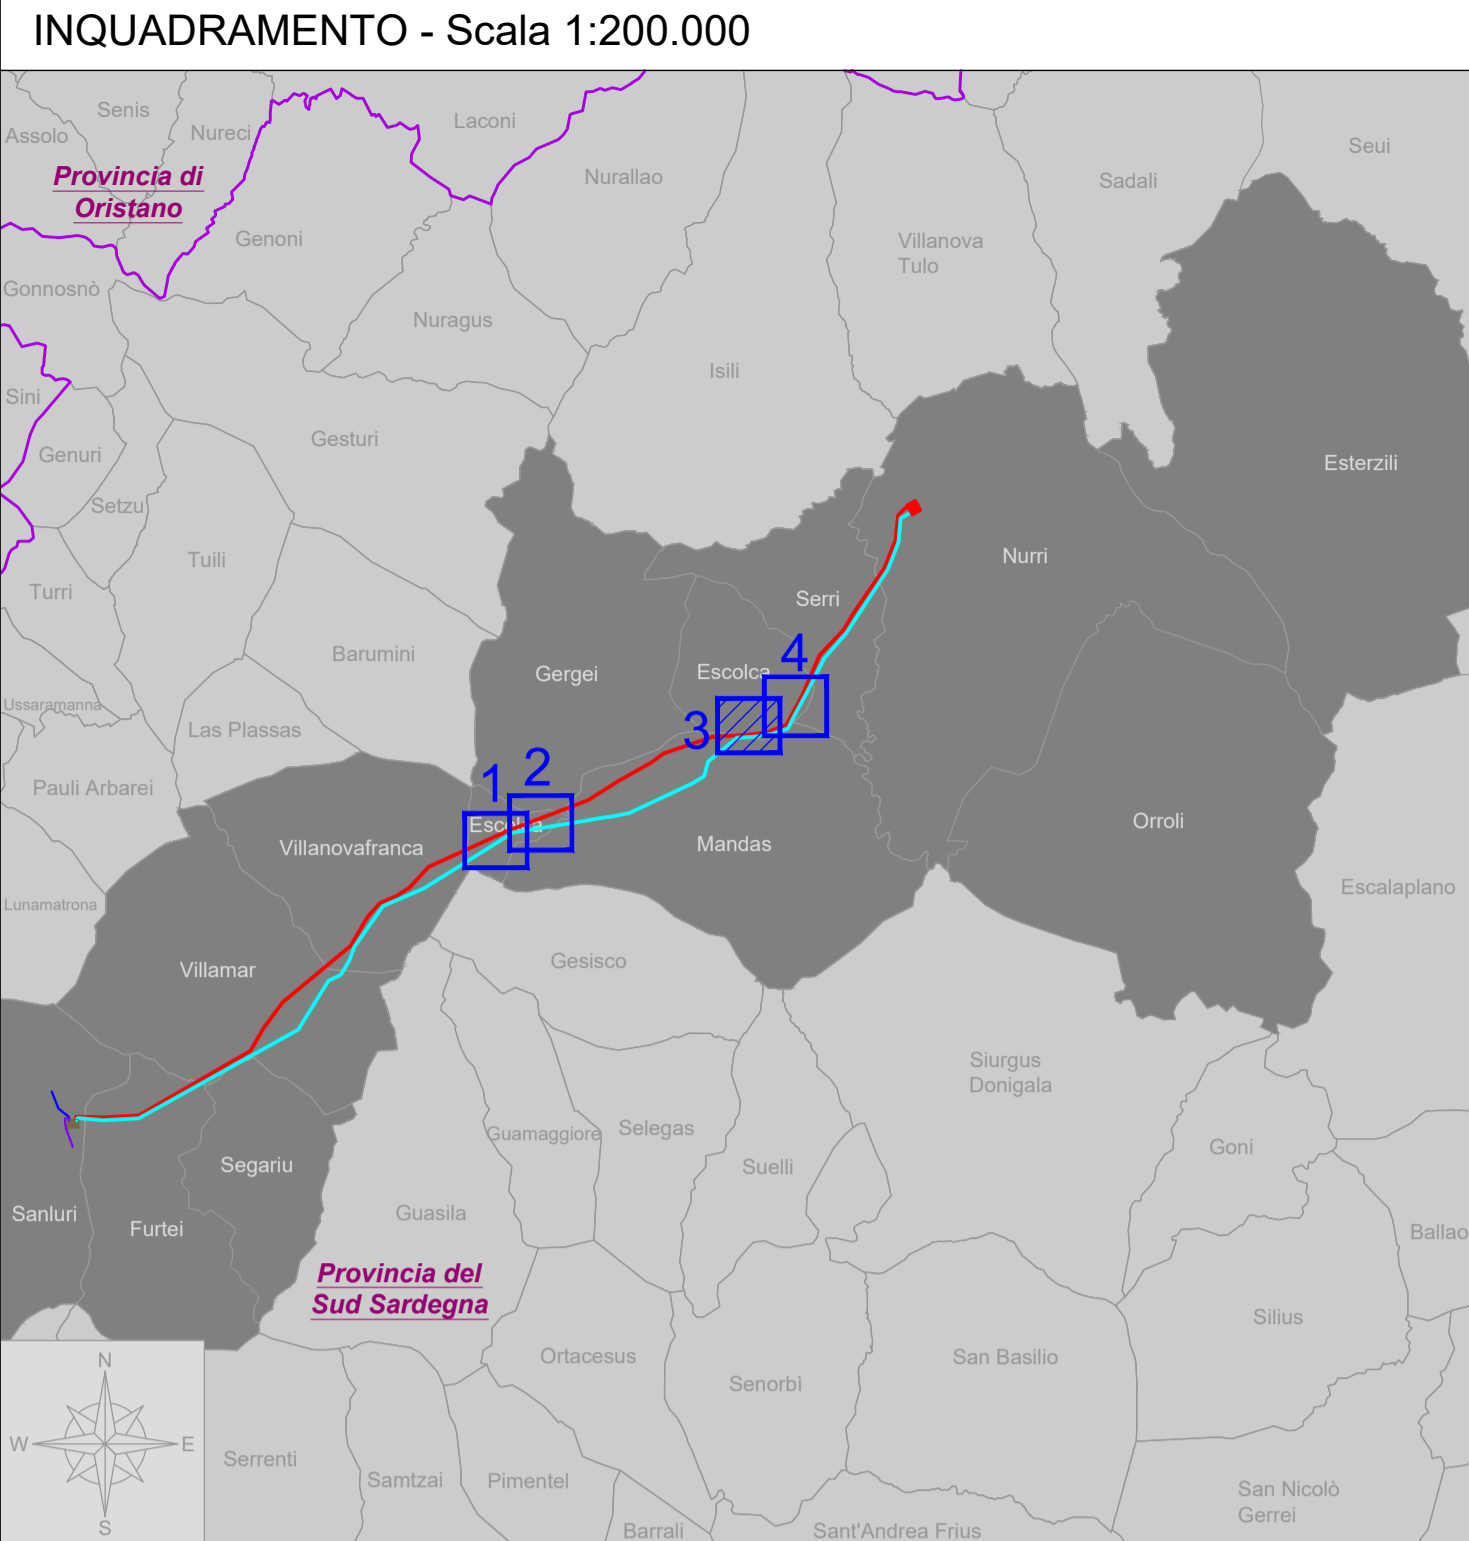 INQUADRAMENTO - Scala 1:200.000
Senis
Assolo
Nureci
Laconi
Seui
Provincia di
Oristano
Nurallao
Sadali
Genoni
Villanova
Tulo
Gonnosnò
Nuragus
Isili
Sini
Gesturi
Genuri
Esterzili
Setzu
Tuili
Nurri
Turri
Serri
Barumini
4
Gergei
Escolca
Ussaramanna
Las Plassas
3
1
2
Pauli Arbarei
Escolca
Orroli
Villanovafranca
Mandas
Escalaplano
Lunamatrona
Gesisco
Villamar
Siurgus
Donigala
Guamaggiore
Selegas
Goni
Segariu
Suelli
Sanluri
Guasila
Furtei
Ballao
Provincia del
Sud Sardegna
Silius
Ortacesus
San Basilio
N
Senorbì
W
E
Serrenti
Samtzai
Pimentel
San Nicolò
Gerrei
S
Barrali
Sant'Andrea Frius